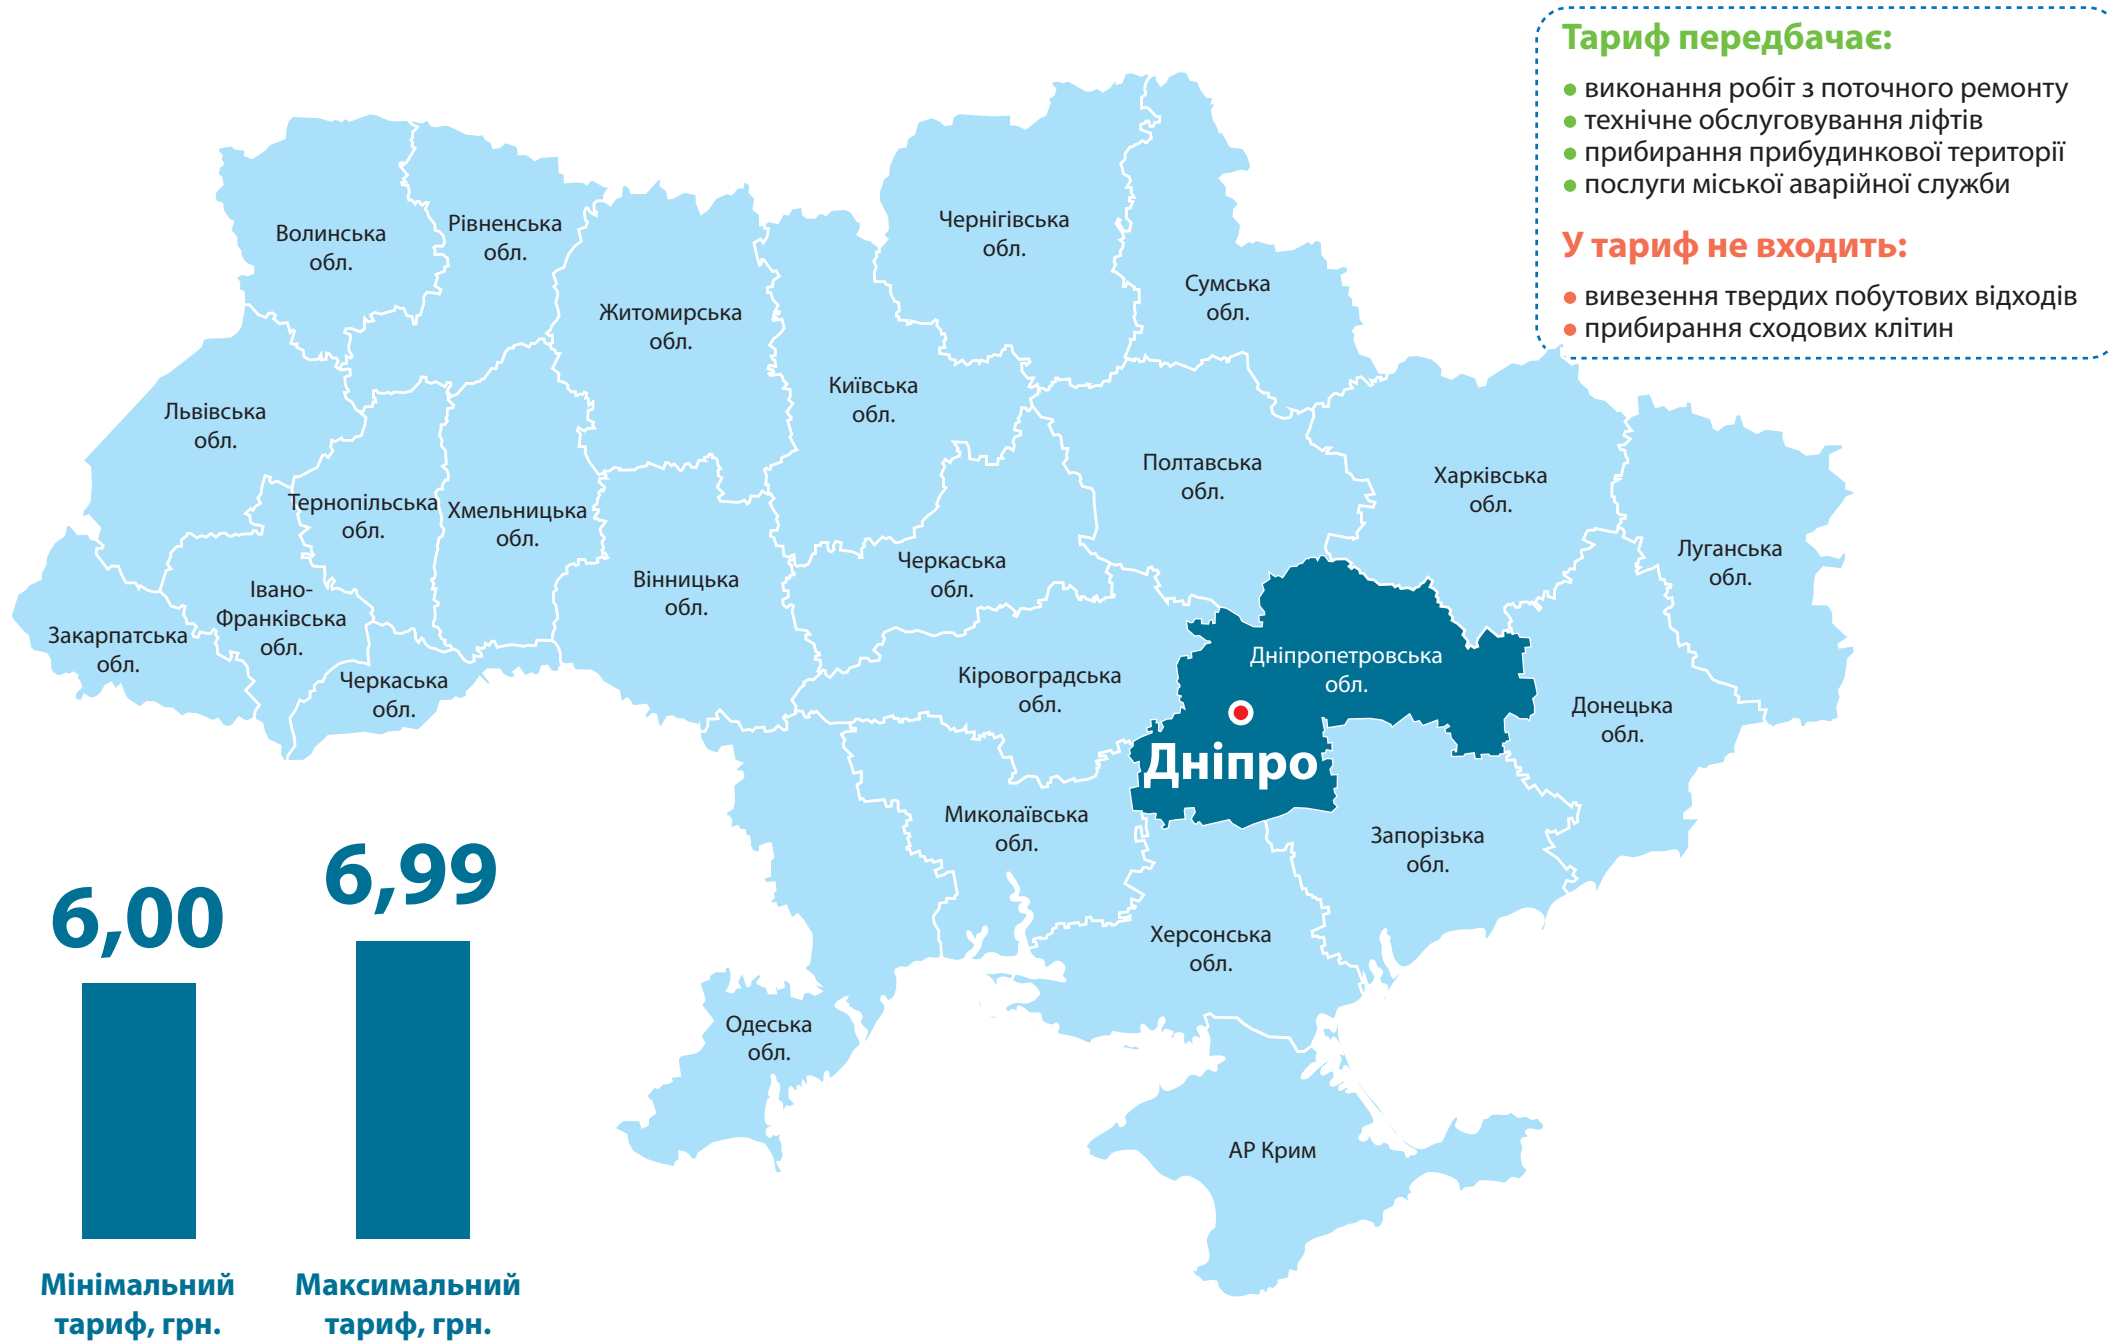 Тариф передбачає:
● виконання робіт з поточного ремонту
● технічне обслуговування ліфтів
● прибирання прибудинкової території
● послуги міської аварійної служби
У тариф не входить:
● вивезення твердих побутових відходів
● прибирання сходових клітин
Волинська
обл.
Рівненська
обл.
Житомирська
обл.
Чернігівська
обл.
Сумська
обл.
Київська
обл.
Львівська
обл.
Тернопільська
обл.
Хмельницька
обл.
Полтавська
обл.
Харківська
обл.
Луганська
обл.
Черкаська
обл.
Вінницька
обл.
Івано-
Франківська
обл.
Закарпатська
обл.
Черкаська
обл.
Кіровоградська
обл.
Дніпропетровська
обл.
Дніпро
Донецька
обл.
Миколаївська
обл.
Запорізька
обл.
Херсонська
обл.
Одеська
обл.
АР Крим
6,00
6,99
Мінімальний
тариф, грн.
Максимальний
тариф, грн.